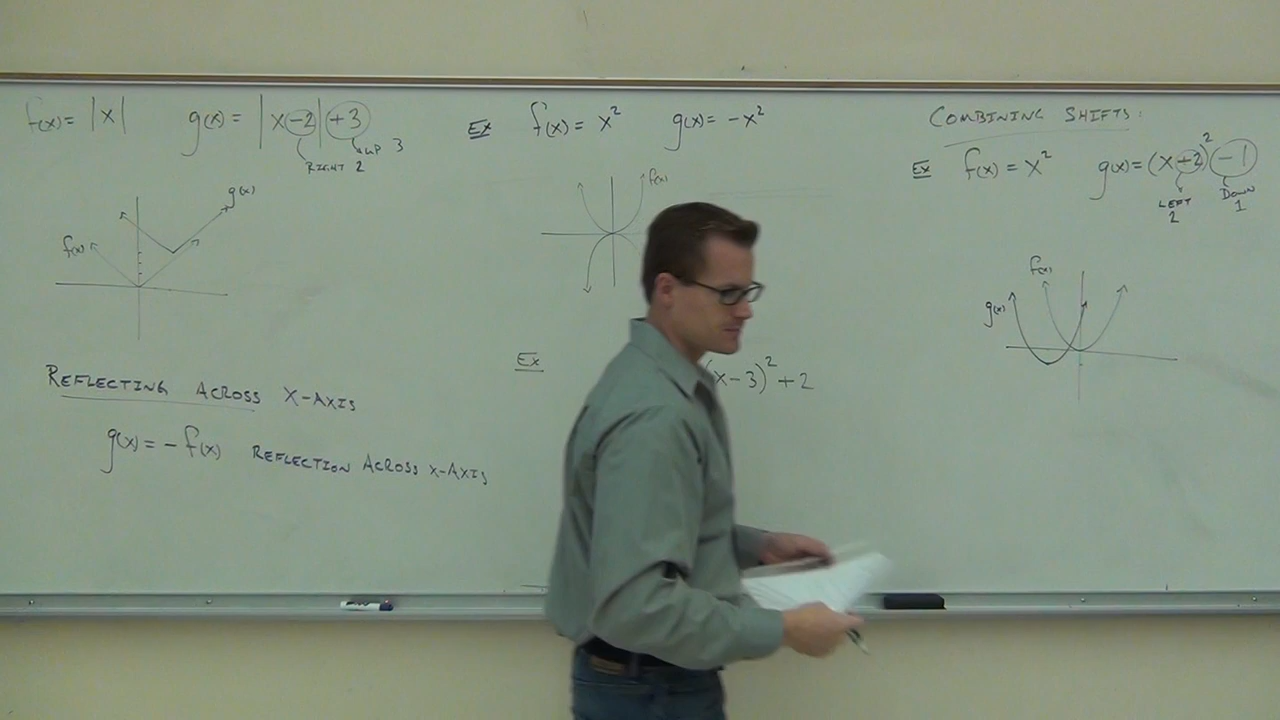 f(x) = |x| g(x) = |x-2|+3
RIGHT 2
UP 3
g(x)
f(x)
REFLECTING ACROSS X-AXIS
g(x) = -f(x) REFLECTION ACROSS X-AXIS
Ex f(x) = x² g(x) = -x²
f(x)
Ex
(x-3)²+2
COMBINING SHIFTS:
Ex f(x) = x² g(x) = (x+2)²-1
LEFT 2
DOWN 1
f(x)
g(x)